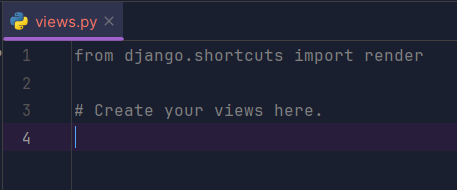 views.py
1 from django.shortcuts import render
2
3 # Create your views here.
4